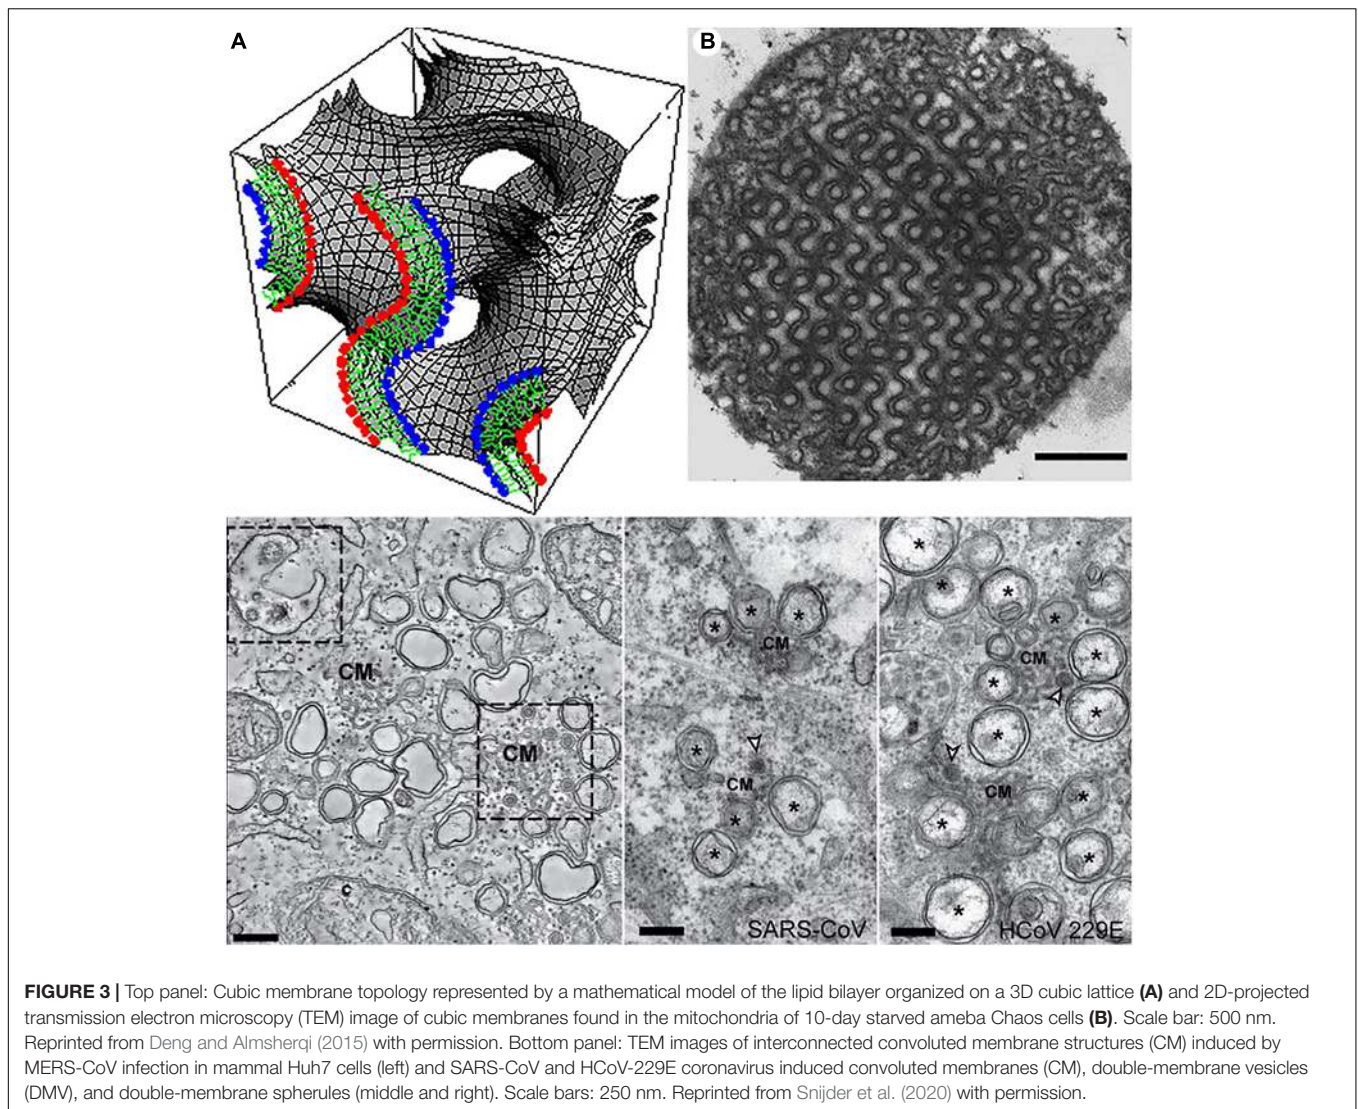 A
B
CM
CM
c
CM
CM
SARS-CoV
CM
CM
HCoV 229E
FIGURE 3 | Top panel: Cubic membrane topology represented by a mathematical model of the lipid bilayer organized on a 3D cubic lattice (A) and 2D-projected
transmission electron microscopy (TEM) image of cubic membranes found in the mitochondria of 10-day starved ameba Chaos cells (B). Scale bar: 500 nm.
Reprinted from Deng and Almsherqi (2015) with permission. Bottom panel: TEM images of interconnected convoluted membrane structures (CM) induced by
MERS-CoV infection in mammal Huh7 cells (left) and SARS-CoV and HCoV-229E coronavirus induced convoluted membranes (CM), double-membrane vesicles
(DMV), and double-membrane spherules (middle and right). Scale bars: 250 nm. Reprinted from Snijder et al. (2020) with permission.